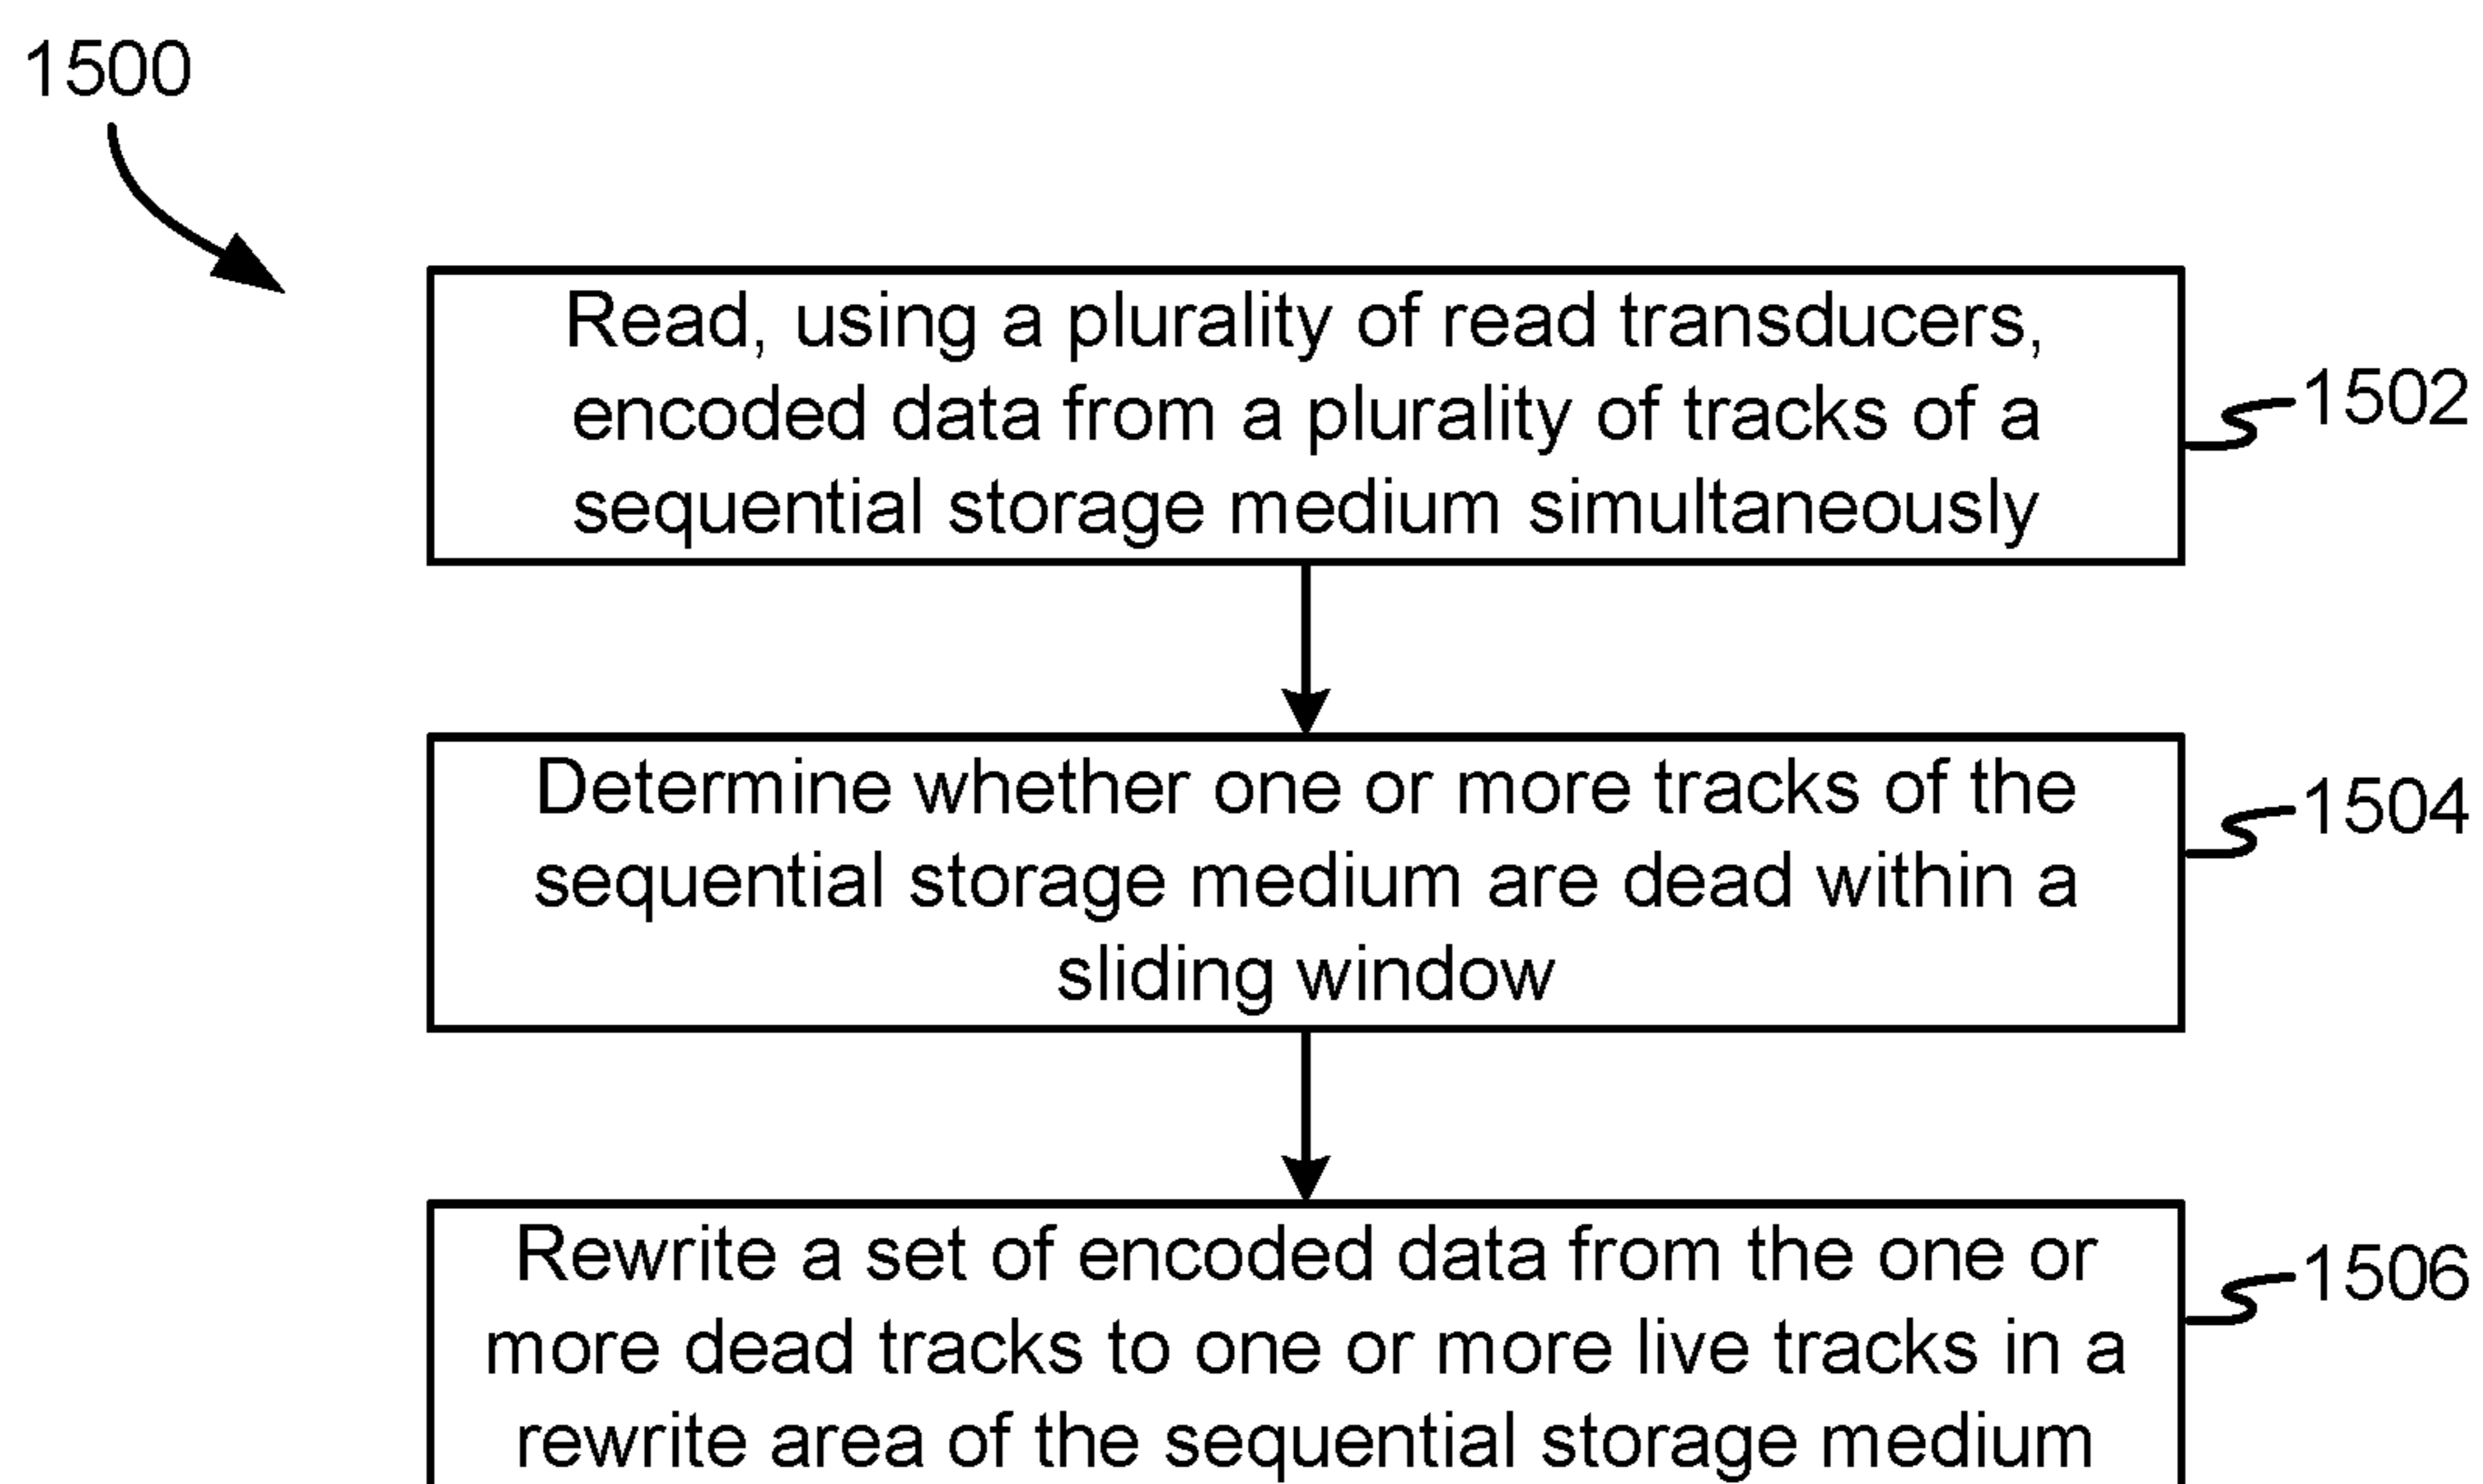 1500
Read, using a plurality of read transducers,
encoded data from a plurality of tracks of a
sequential storage medium simultaneously
1502
Determine whether one or more tracks of the
sequential storage medium are dead within a
sliding window
1504
Rewrite a set of encoded data from the one or
more dead tracks to one or more live tracks in a
rewrite area of the sequential storage medium
1506